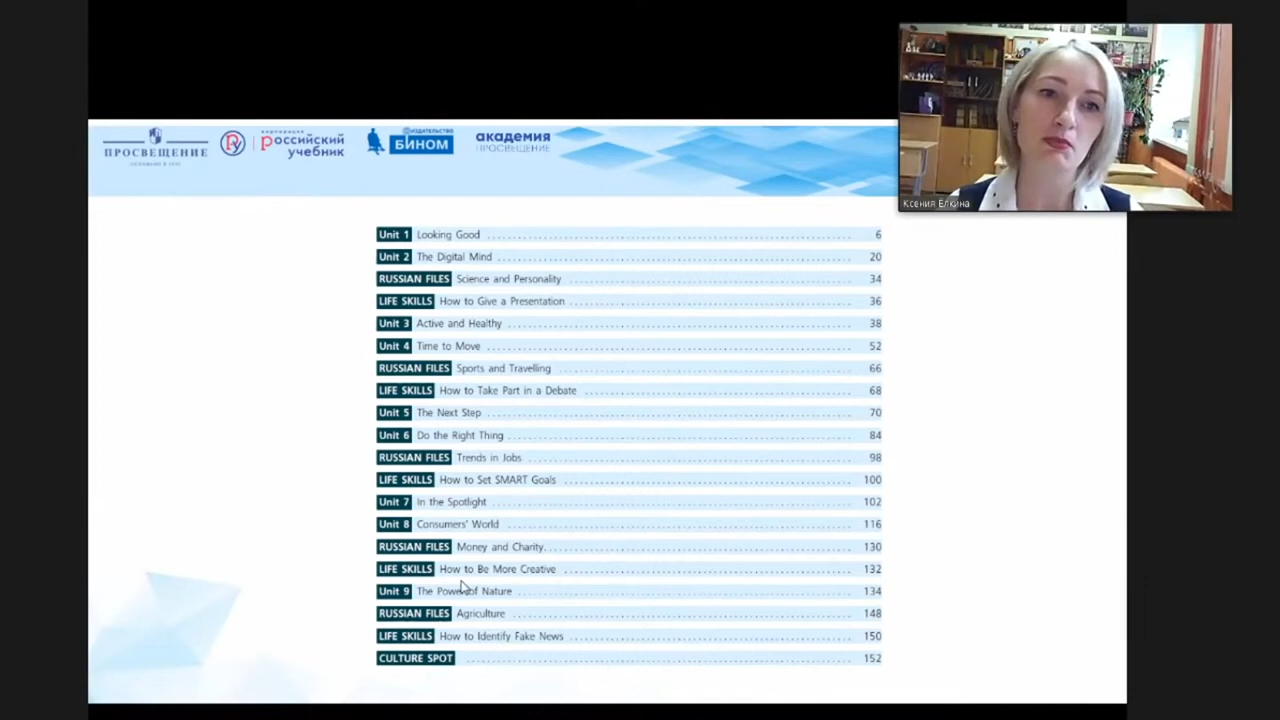 ПРОСВЕЩЕНИЕ
корпорация
российский
учебник
ИЗДАТЕЛЬСТВО
БИНОМ
академия
ПРОСВЕЩЕНИЕ
Ксения Ёлкина
Unit 1 Looking Good 6
Unit 2 The Digital Mind 20
RUSSIAN FILES Science and Personality 34
LIFE SKILLS How to Give a Presentation 36
Unit 3 Active and Healthy 38
Unit 4 Time to Move 52
RUSSIAN FILES Sports and Travelling 66
LIFE SKILLS How to Take Part in a Debate 68
Unit 5 The Next Step 70
Unit 6 Do the Right Thing 84
RUSSIAN FILES Trends in Jobs 98
LIFE SKILLS How to Set SMART Goals 100
Unit 7 In the Spotlight 102
Unit 8 Consumers' World 116
RUSSIAN FILES Money and Charity 130
LIFE SKILLS How to Be More Creative 132
Unit 9 The Power of Nature 134
RUSSIAN FILES Agriculture 148
LIFE SKILLS How to Identify Fake News 150
CULTURE SPOT 152